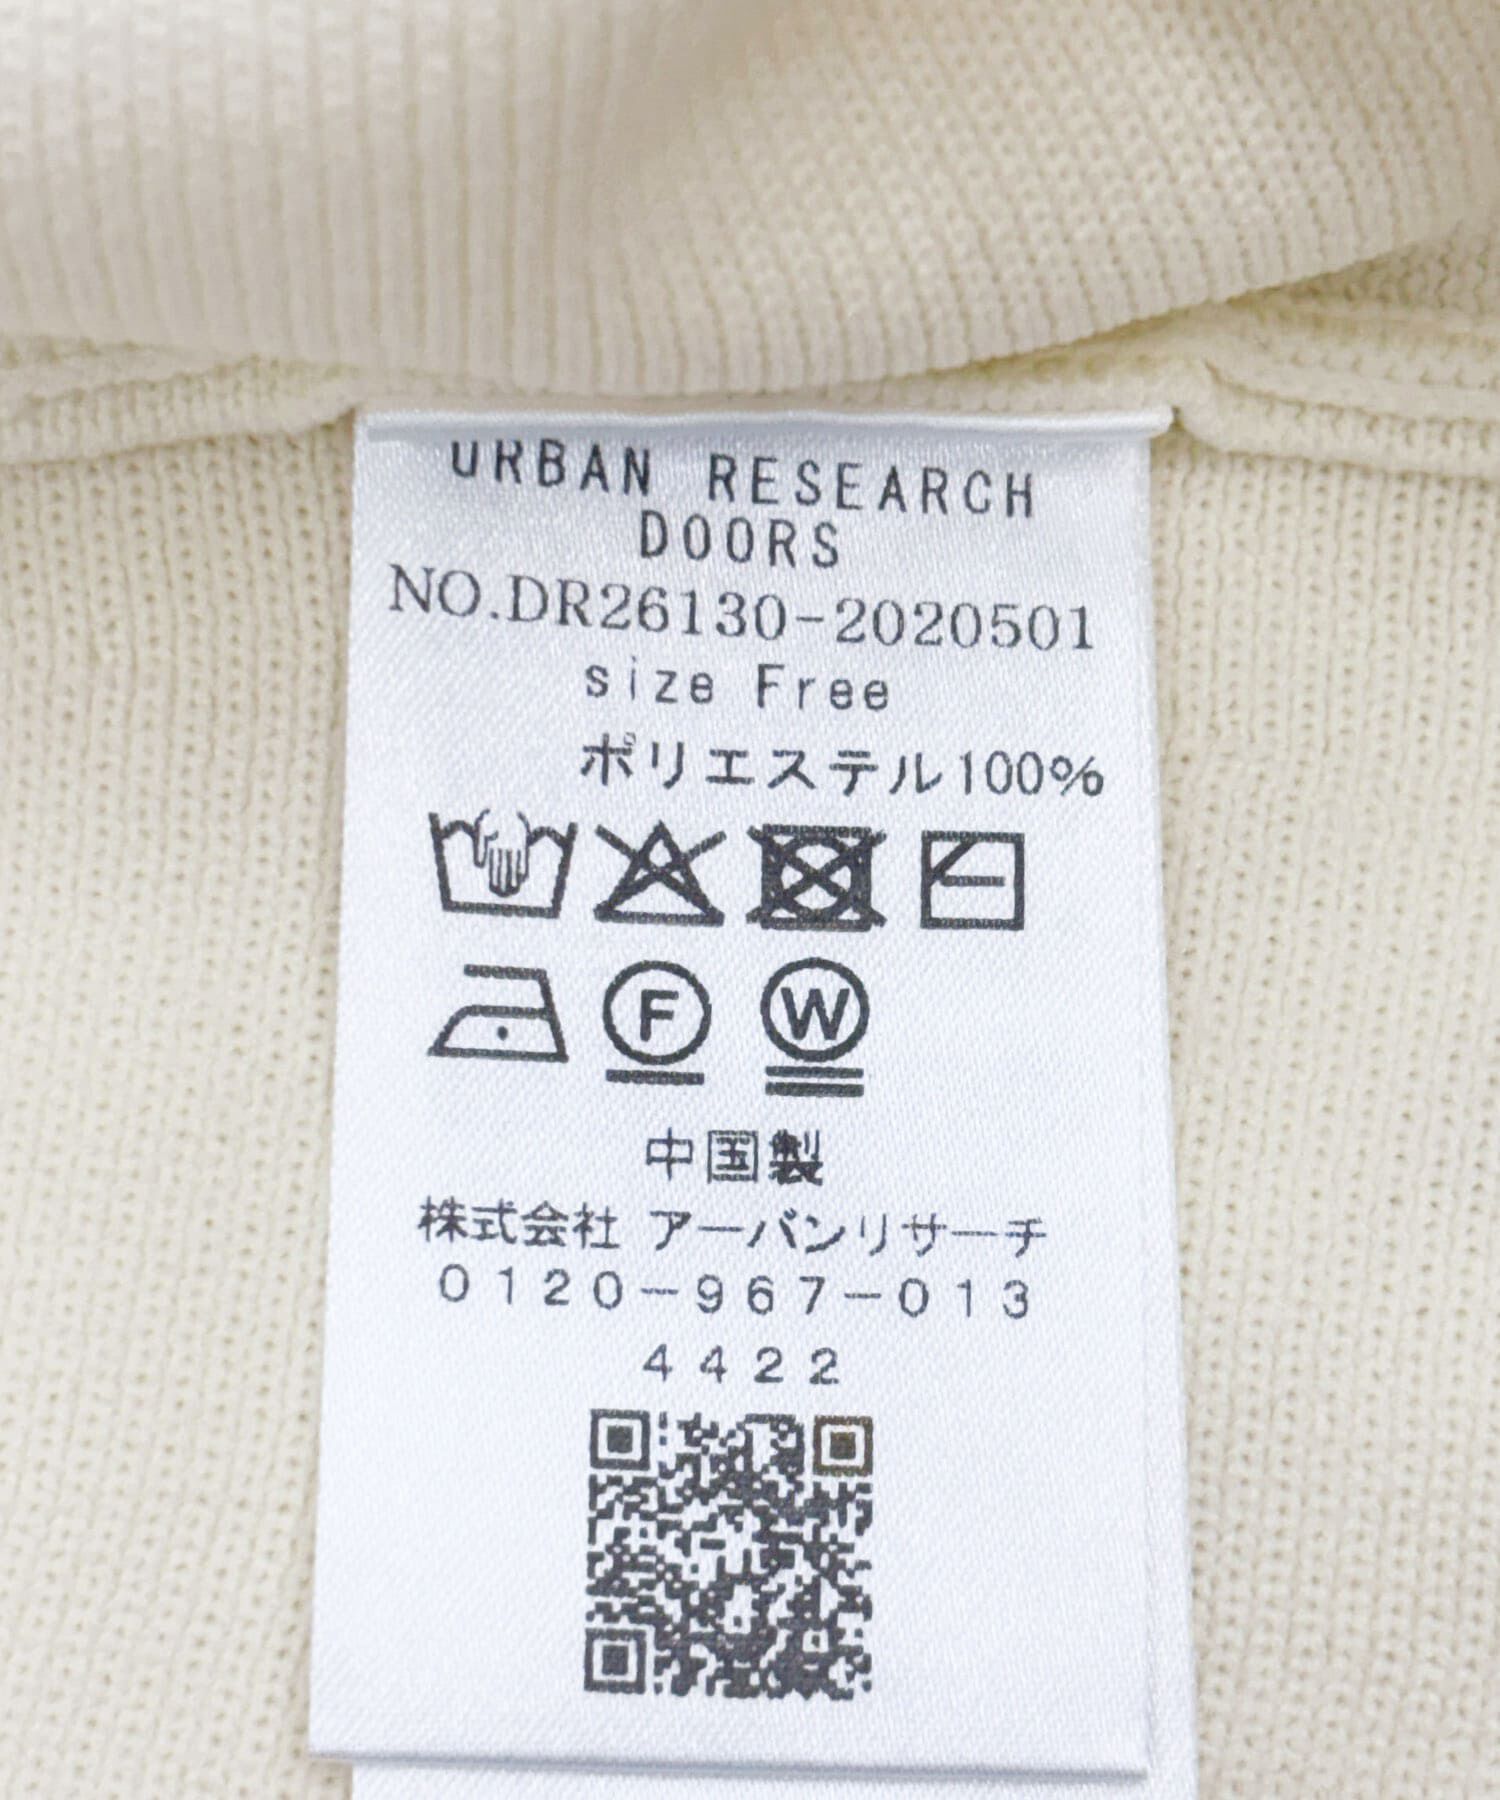 URBAN RESEARCH
DOORS
NO.DR26130-2020501
size Free
ポリエステル100%
F W
中国製
株式会社 アーバンリサーチ
0120-967-013
4422